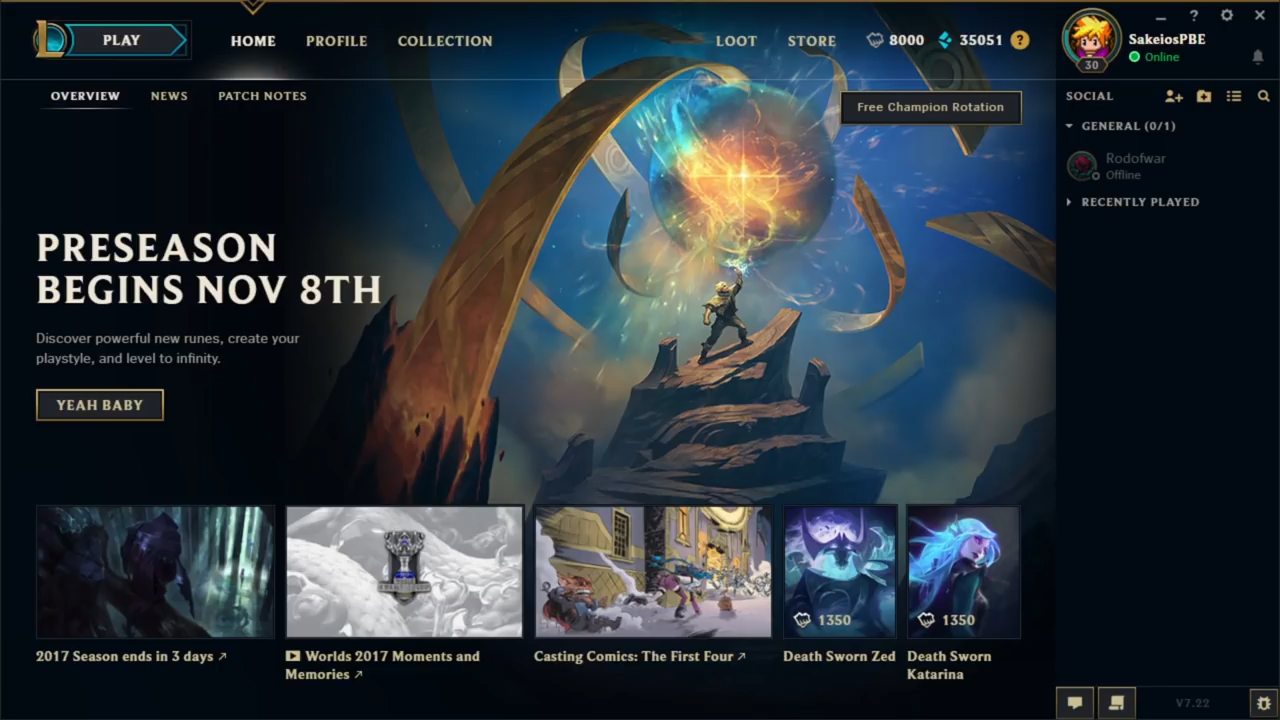 PLAY
HOME
PROFILE
COLLECTION
LOOT
STORE
8000
35051
?
?
30
SakeiosPBE
Online
OVERVIEW
NEWS
PATCH NOTES
Free Champion Rotation
SOCIAL
GENERAL (0/1)
Rodofwar
Offline
RECENTLY PLAYED
PRESEASON
BEGINS NOV 8TH
Discover powerful new runes, create your
playstyle, and level to infinity.
YEAH BABY
2017 Season ends in 3 days
Worlds 2017 Moments and
Memories
Casting Comics: The First Four
1350
Death Sworn Zed
1350
Death Sworn
Katarina
V7.22